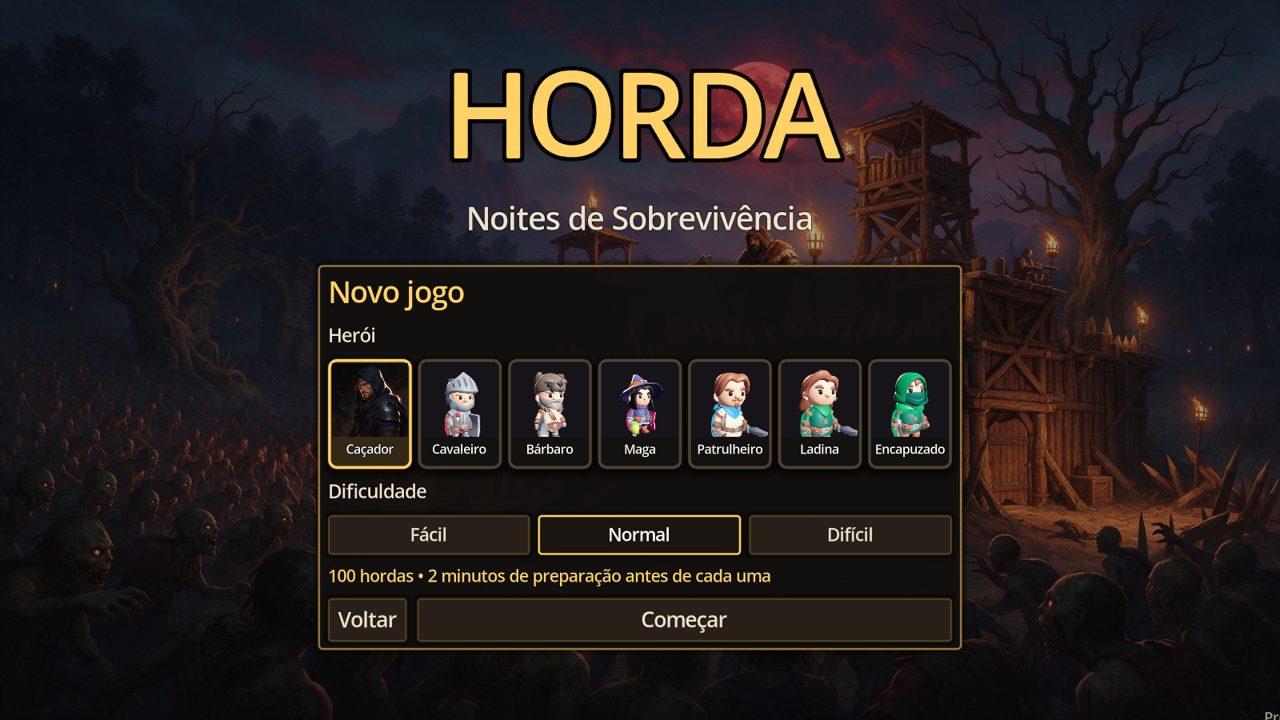 HORDA
Noites de Sobrevivência
Novo jogo
Herói
Caçador Cavaleiro Bárbaro Maga Patrulheiro Ladina Encapuzado
Dificuldade
Fácil Normal Difícil
100 hordas • 2 minutos de preparação antes de cada uma
Voltar Começar